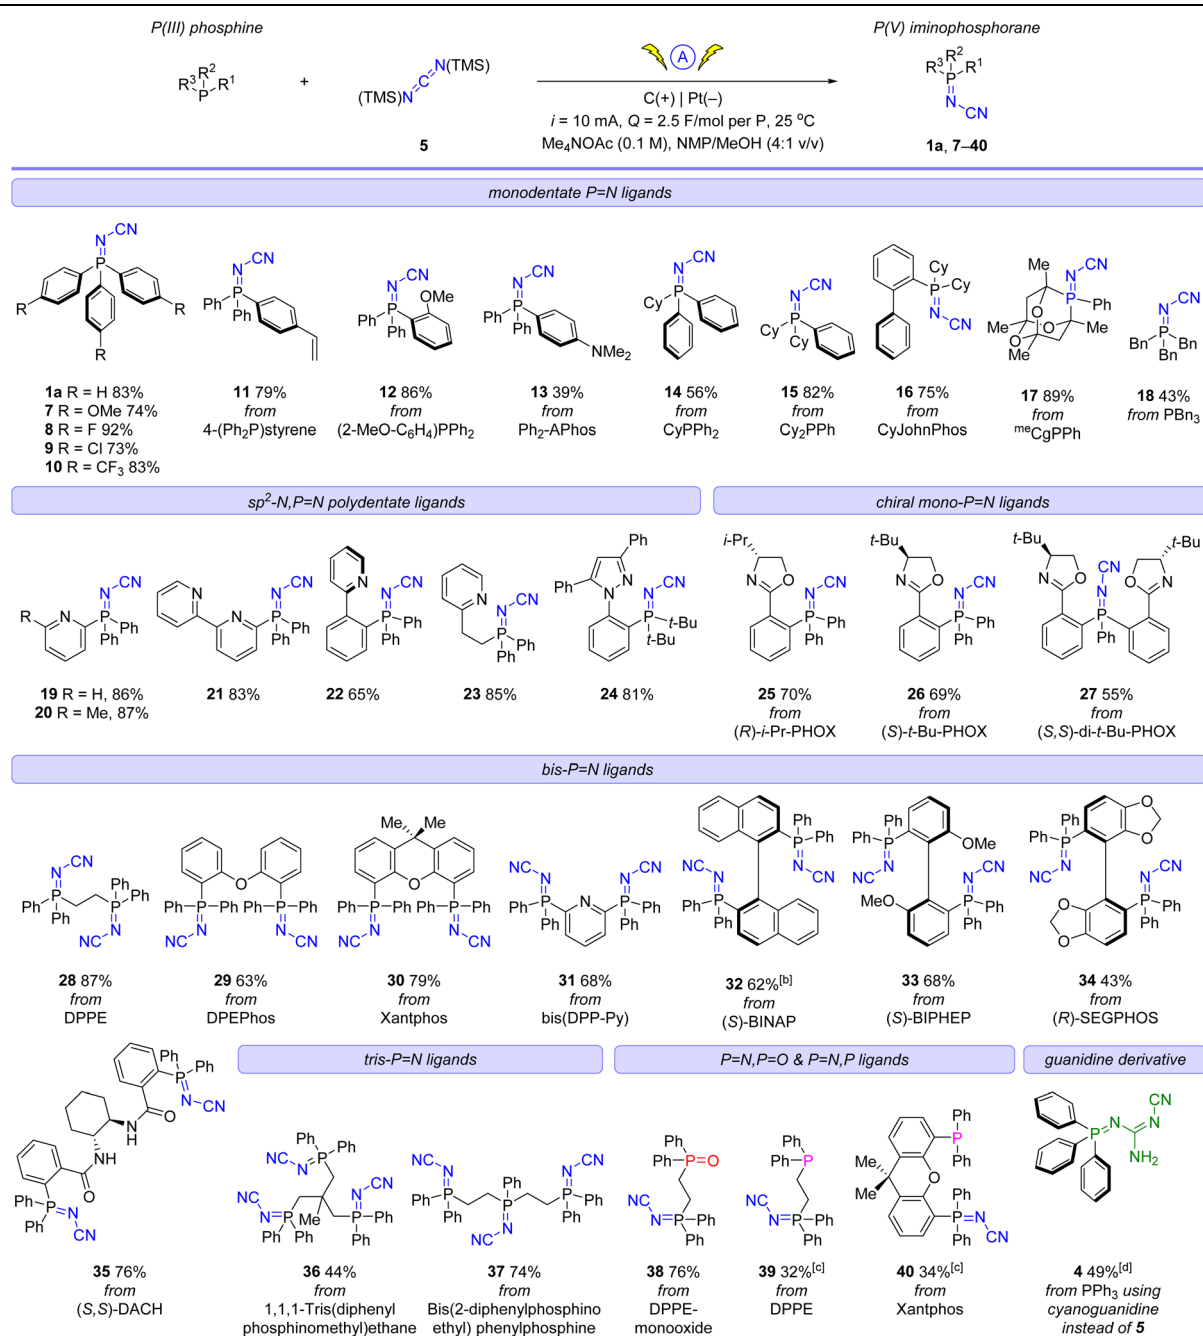 P(III) phosphine
P(V) iminophosphorane
R³ R² R¹ P
+
(TMS)N=C=N(TMS)
5
A
C(+) | Pt(–)
i = 10 mA, Q = 2.5 F/mol per P, 25 °C
Me₄NOAc (0.1 M), NMP/MeOH (4:1 v/v)
R³ R² R¹ P N CN
1a, 7–40
monodentate P=N ligands
1a R = H 83%
7 R = OMe 74%
8 R = F 92%
9 R = Cl 73%
10 R = CF₃ 83%
11 79%
from
4-(Ph₂P)styrene
12 86%
from
(2-MeO-C₆H₄)PPh₂
13 39%
from
Ph₂-APhos
14 56%
from
CyPPh₂
15 82%
from
Cy₂PPh
16 75%
from
CyJohnPhos
17 89%
from
ᵐᵉCgPPh
18 43%
from PBn₃
sp²-N,P=N polydentate ligands
chiral mono-P=N ligands
19 R = H, 86%
20 R = Me, 87%
21 83%
22 65%
23 85%
24 81%
25 70%
from
(R)-i-Pr-PHOX
26 69%
from
(S)-t-Bu-PHOX
27 55%
from
(S,S)-di-t-Bu-PHOX
bis-P=N ligands
28 87%
from
DPPE
29 63%
from
DPEPhos
30 79%
from
Xantphos
31 68%
from
bis(DPP-Py)
32 62%[b]
from
(S)-BINAP
33 68%
from
(S)-BIPHEP
34 43%
from
(R)-SEGPHOS
tris-P=N ligands
P=N,P=O & P=N,P ligands
guanidine derivative
35 76%
from
(S,S)-DACH
36 44%
from
1,1,1-Tris(diphenyl
phosphinomethyl)ethane
37 74%
from
Bis(2-diphenylphosphino
ethyl) phenylphosphine
38 76%
from
DPPE-
monooxide
39 32%[c]
from
DPPE
40 34%[c]
from
Xantphos
4 49%[d]
from PPh₃ using
cyanoguanidine
instead of 5